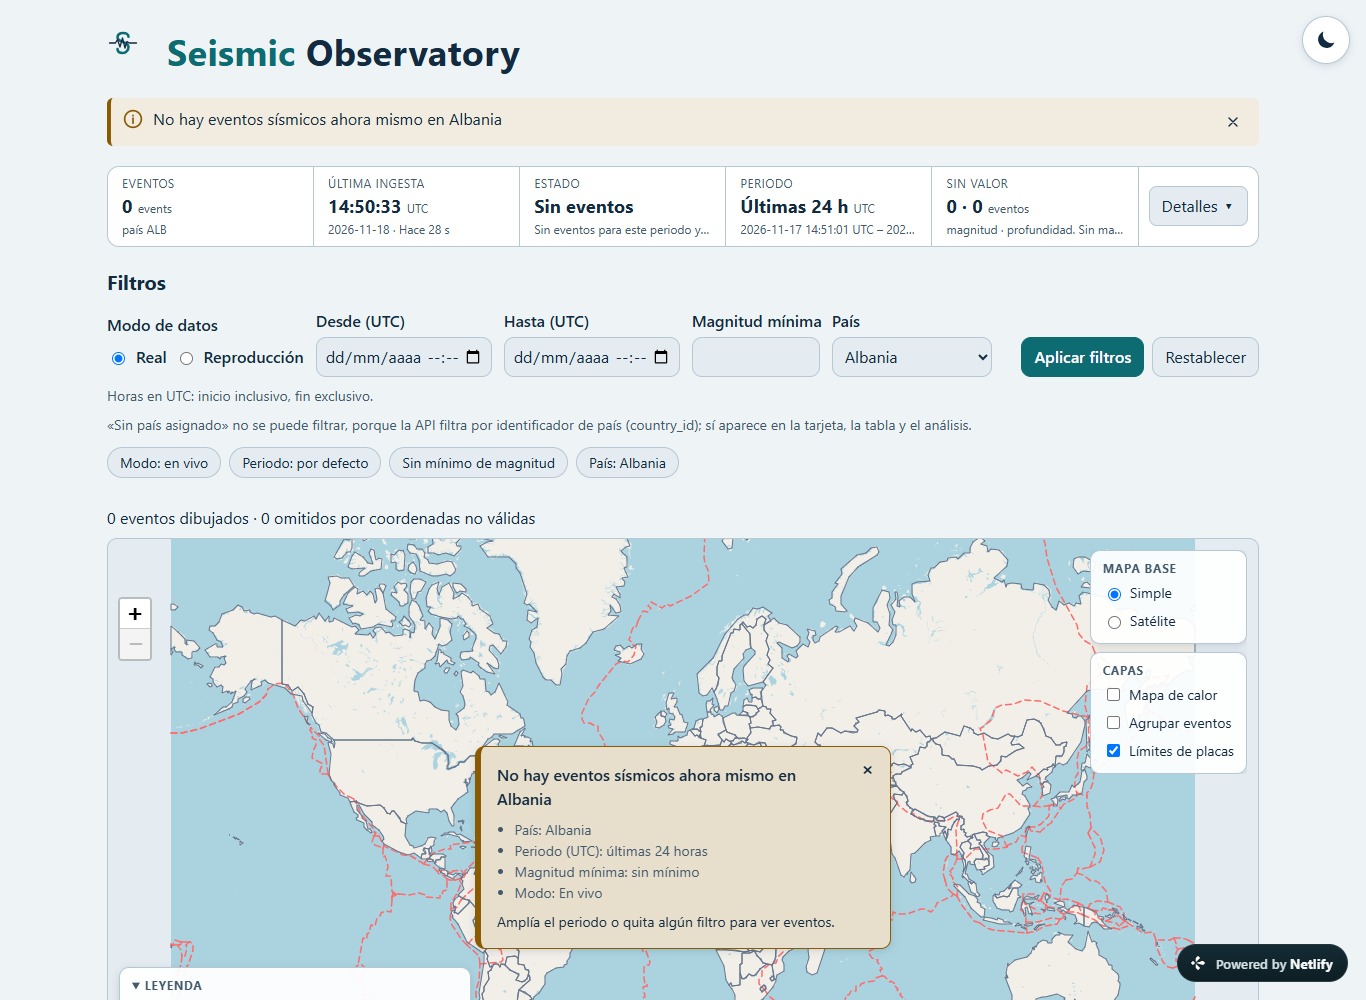 Seismic Observatory
No hay eventos sísmicos ahora mismo en Albania
EVENTOS
0 events
país ALB
ÚLTIMA INGESTA
14:50:33 UTC
2026-11-18 · Hace 28 s
ESTADO
Sin eventos
Sin eventos para este periodo y...
PERIODO
Últimas 24 h UTC
2026-11-17 14:51:01 UTC – 202...
SIN VALOR
0 · 0 eventos
magnitud · profundidad. Sin ma...
Detalles ▼
Filtros
Modo de datos
Real
Reproducción
Desde (UTC)
dd/mm/aaaa --:--
Hasta (UTC)
dd/mm/aaaa --:--
Magnitud mínima
País
Albania
Aplicar filtros
Restablecer
Horas en UTC: inicio inclusivo, fin exclusivo.
«Sin país asignado» no se puede filtrar, porque la API filtra por identificador de país (country_id); sí aparece en la tarjeta, la tabla y el análisis.
Modo: en vivo
Periodo: por defecto
Sin mínimo de magnitud
País: Albania
0 eventos dibujados · 0 omitidos por coordenadas no válidas
+
−
MAPA BASE
Simple
Satélite
CAPAS
Mapa de calor
Agrupar eventos
Límites de placas
No hay eventos sísmicos ahora mismo en
Albania
• País: Albania
• Periodo (UTC): últimas 24 horas
• Magnitud mínima: sin mínimo
• Modo: En vivo
Amplía el periodo o quita algún filtro para ver eventos.
▼ LEYENDA
Powered by Netlify